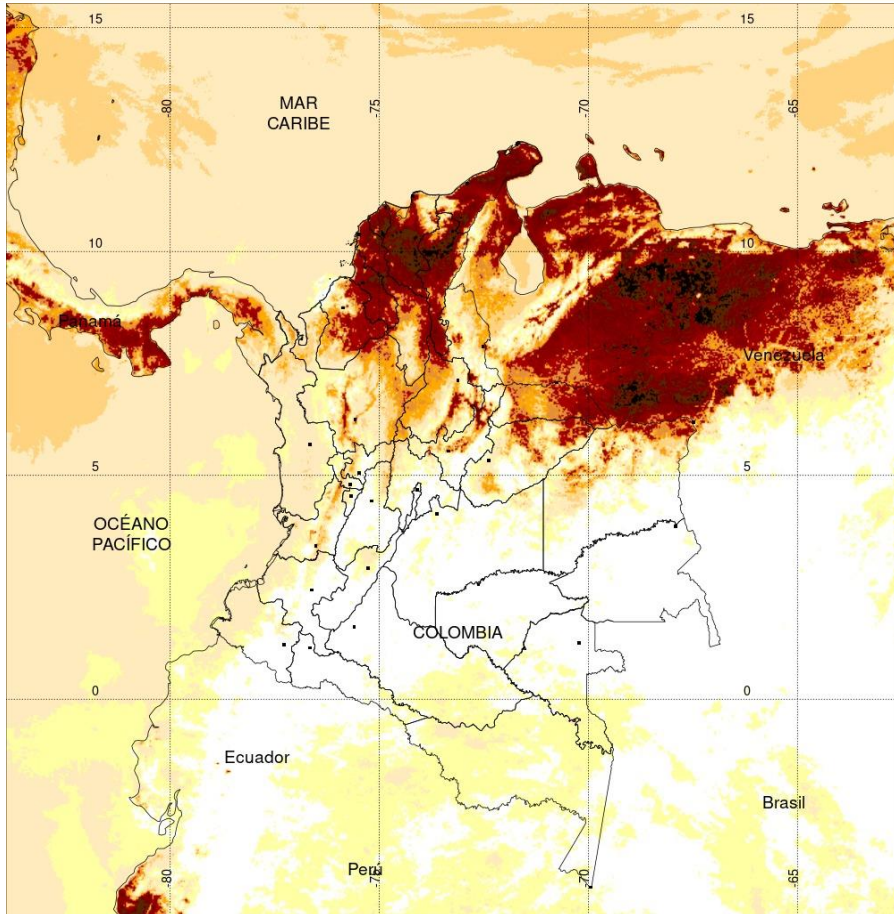 15
15
-80
-75
-70
-65
MAR
CARIBE
10
10
Panamá
Venezuela
5
5
OCÉANO
PACÍFICO
COLOMBIA
0
0
Ecuador
Brasil
Perú
-80
-75
-70
-65